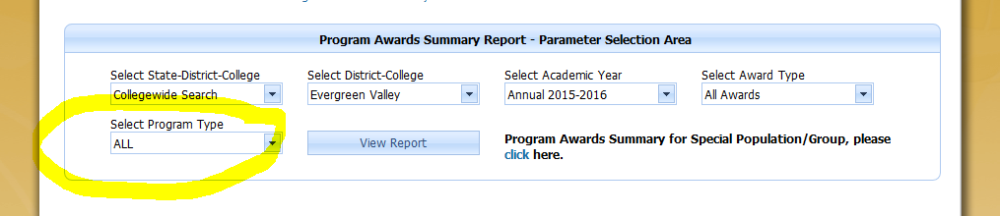 Program Awards Summary Report - Parameter Selection Area
Select State-District-College
Select District-College
Select Academic Year
Select Award Type
Collegewide Search
Evergreen Valley
Annual 2015-2016
All Awards
Select Program Type
ALL
View Report
Program Awards Summary for Special Population/Group, please
click here.